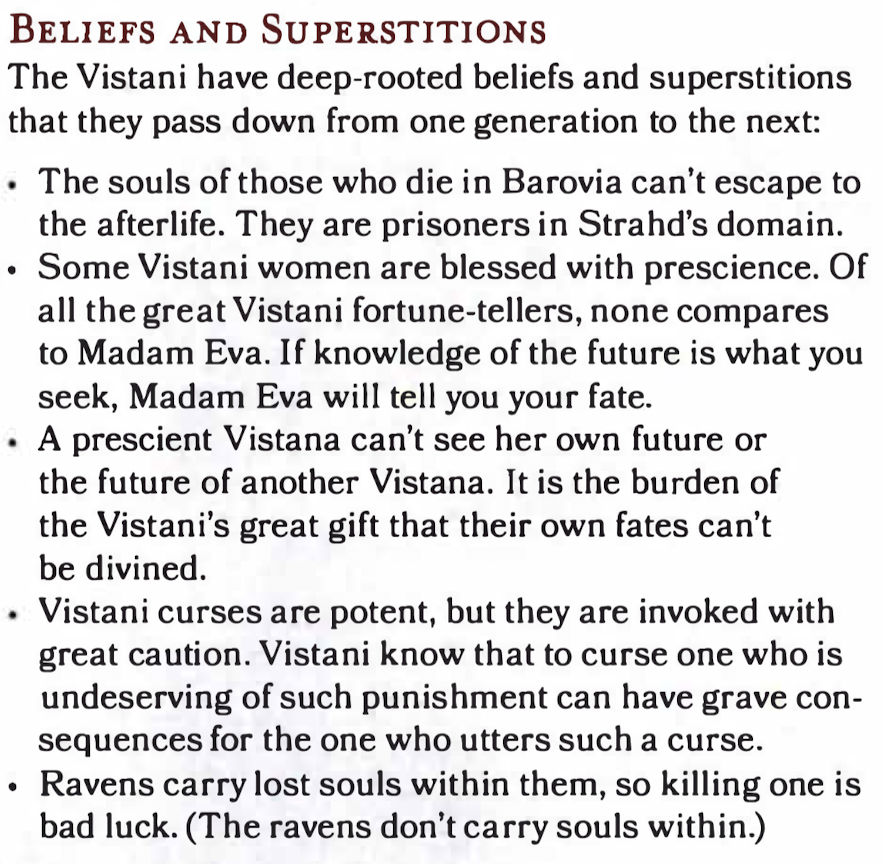 BELIEFS AND SUPERSTITIONS
The Vistani have deep-rooted beliefs and superstitions
that they pass down from one generation to the next:
• The souls of those who die in Barovia can't escape to
the afterlife. They are prisoners in Strahd's domain.
• Some Vistani women are blessed with prescience. Of
all the great Vistani fortune-tellers, none compares
to Madam Eva. If knowledge of the future is what you
seek, Madam Eva will tell you your fate.
• A prescient Vistana can't see her own future or
the future of another Vistana. It is the burden of
the Vistani's great gift that their own fates can't
be divined.
• Vistani curses are potent, but they are invoked with
great caution. Vistani know that to curse one who is
undeserving of such punishment can have grave con-
sequences for the one who utters such a curse.
• Ravens carry lost souls within them, so killing one is
bad luck. (The ravens don't carry souls within.)